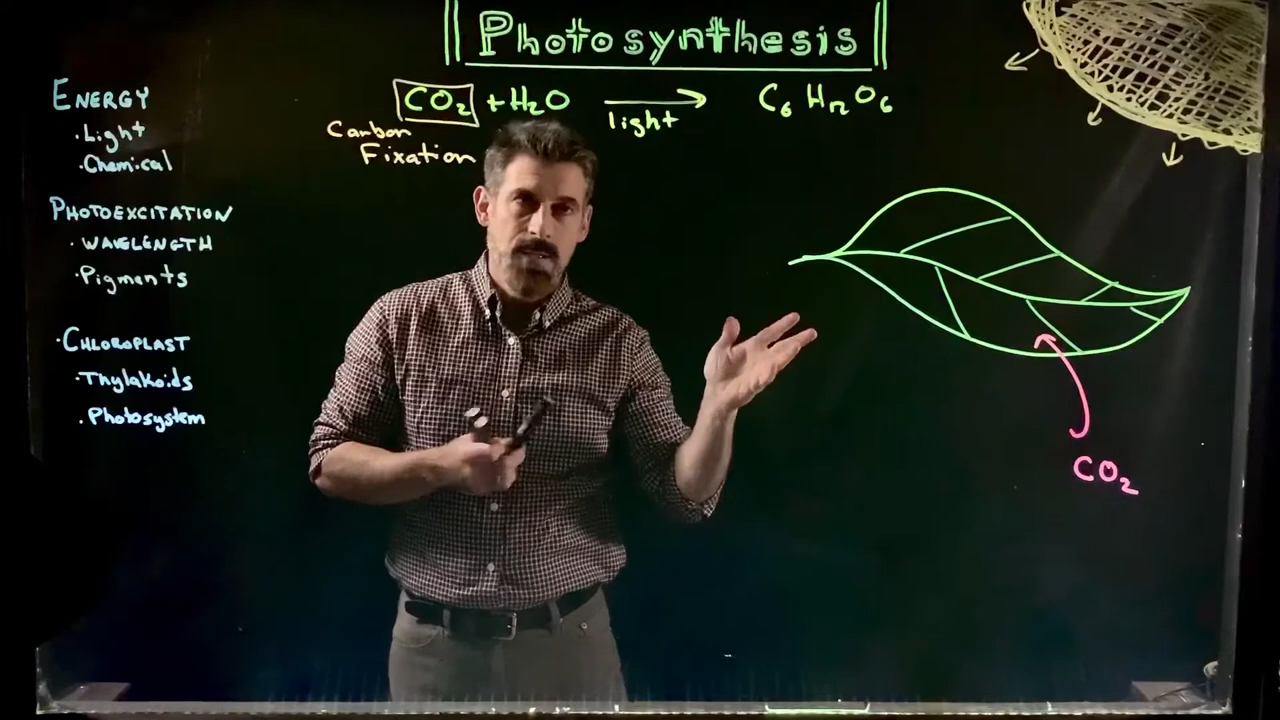 Photosynthesis
CO₂ + H₂O → C₆ H₁₂ O₆
light
Carbon
Fixation
ENERGY
· Light
· Chemical
PHOTOEXCITATION
· WAVELENGTH
· Pigments
· CHLOROPLAST
· Thylakoids
· Photosystem
CO₂